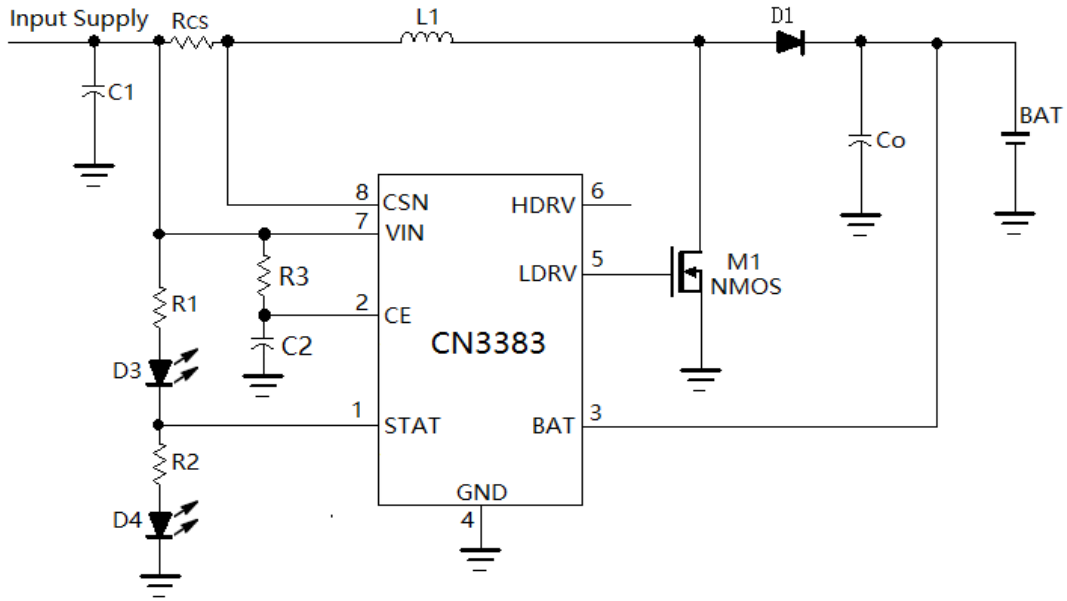 Input Supply
Rcs
L1
D1
C1
Co
BAT
8
CSN
HDRV
6
7
VIN
R3
LDRV
5
M1
NMOS
R1
2
CE
C2
CN3383
D3
1
STAT
BAT
3
R2
GND
4
D4